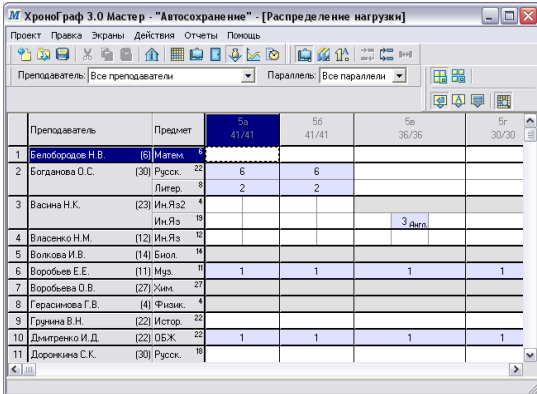 ХроноГраф 3.0 Мастер - "Автосохранение" - [Распределение нагрузки]
Проект Правка Экраны Действия Отчеты Помощь
Преподаватель: Все преподаватели Параллель: Все параллели
Преподаватель Предмет 5а 5б 5в 5г
41/41 41/41 36/36 30/30
1 Белобородов Н.В. (6) Матем. 6
2 Богданова О.С. (30) Русск. 22 6 6
Литер. 8 2 2
3 Васина Н.К. (23) Ин.Яз2 4
Ин.Яз 19 3 Англ.
4 Власенко Н.М. (12) Ин.Яз 12
5 Волкова И.В. (14) Биол. 14
6 Воробьев Е.Е. (11) Муз. 11 1 1 1 1
7 Воробьева О.В. (27) Хим. 27
8 Герасимова Г.В. (4) Физик. 4
9 Грунина В.Н. (22) Истор. 22
10 Дмитренко И.Д. (22) ОБЖ 22 1 1 1 1
11 Доронкина С.К. (30) Русск. 18